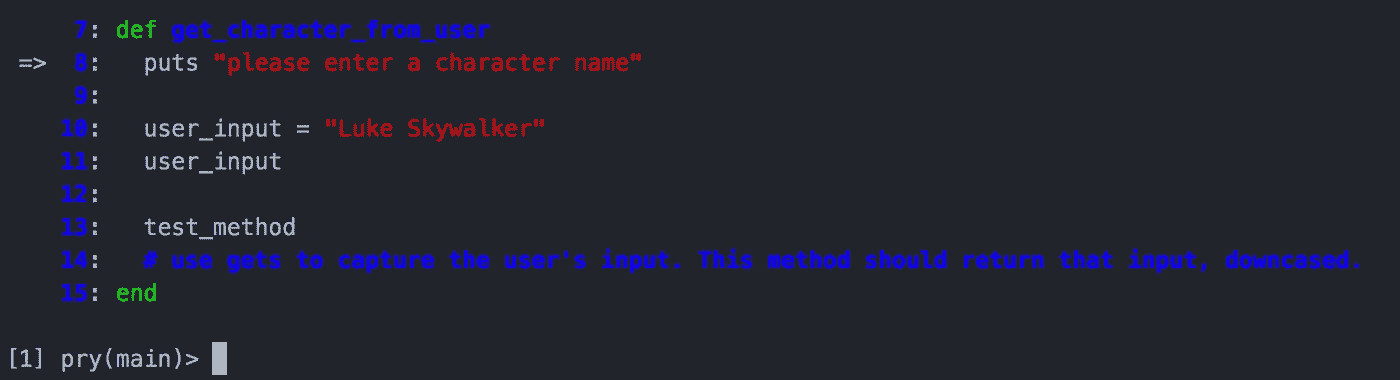 7: def get_character_from_user
=> 8:   puts "please enter a character name"
9:
10:   user_input = "Luke Skywalker"
11:   user_input
12:
13:   test_method
14:   # use gets to capture the user's input. This method should return that input, downcased.
15: end
[1] pry(main)>